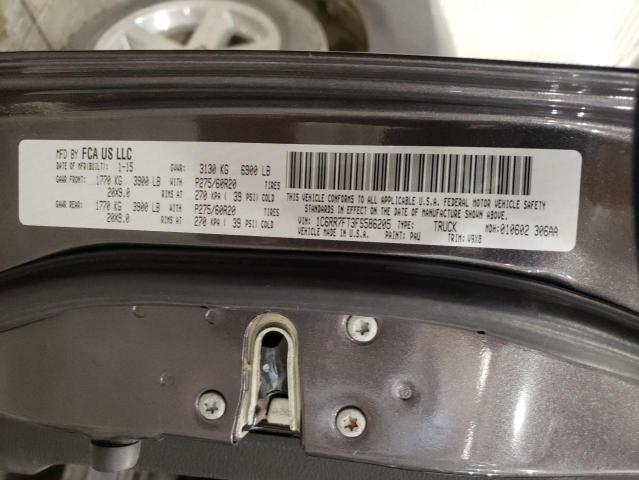 MFD BY FCA US LLC
DATE OF MFR(BUILT): 1-15 GVWR: 3130 KG 6900 LB
GAWR FRONT: 1770 KG 3900 LB WITH P275/60R20 TIRES
20X9.0 RIMS AT 270 KPA ( 39 PSI) COLD
GAWR REAR: 1770 KG 3900 LB WITH P275/60R20 TIRES
20X9.0 RIMS AT 270 KPA ( 39 PSI) COLD
THIS VEHICLE CONFORMS TO ALL APPLICABLE U.S.A. FEDERAL MOTOR VEHICLE SAFETY
STANDARDS IN EFFECT ON THE DATE OF MANUFACTURE SHOWN ABOVE.
VIN: 1C6RR7FT3FS586205 TYPE: TRUCK MDH:010602 306AA
VEHICLE MADE IN U.S.A. PAINT: PAU TRIM: V9X8